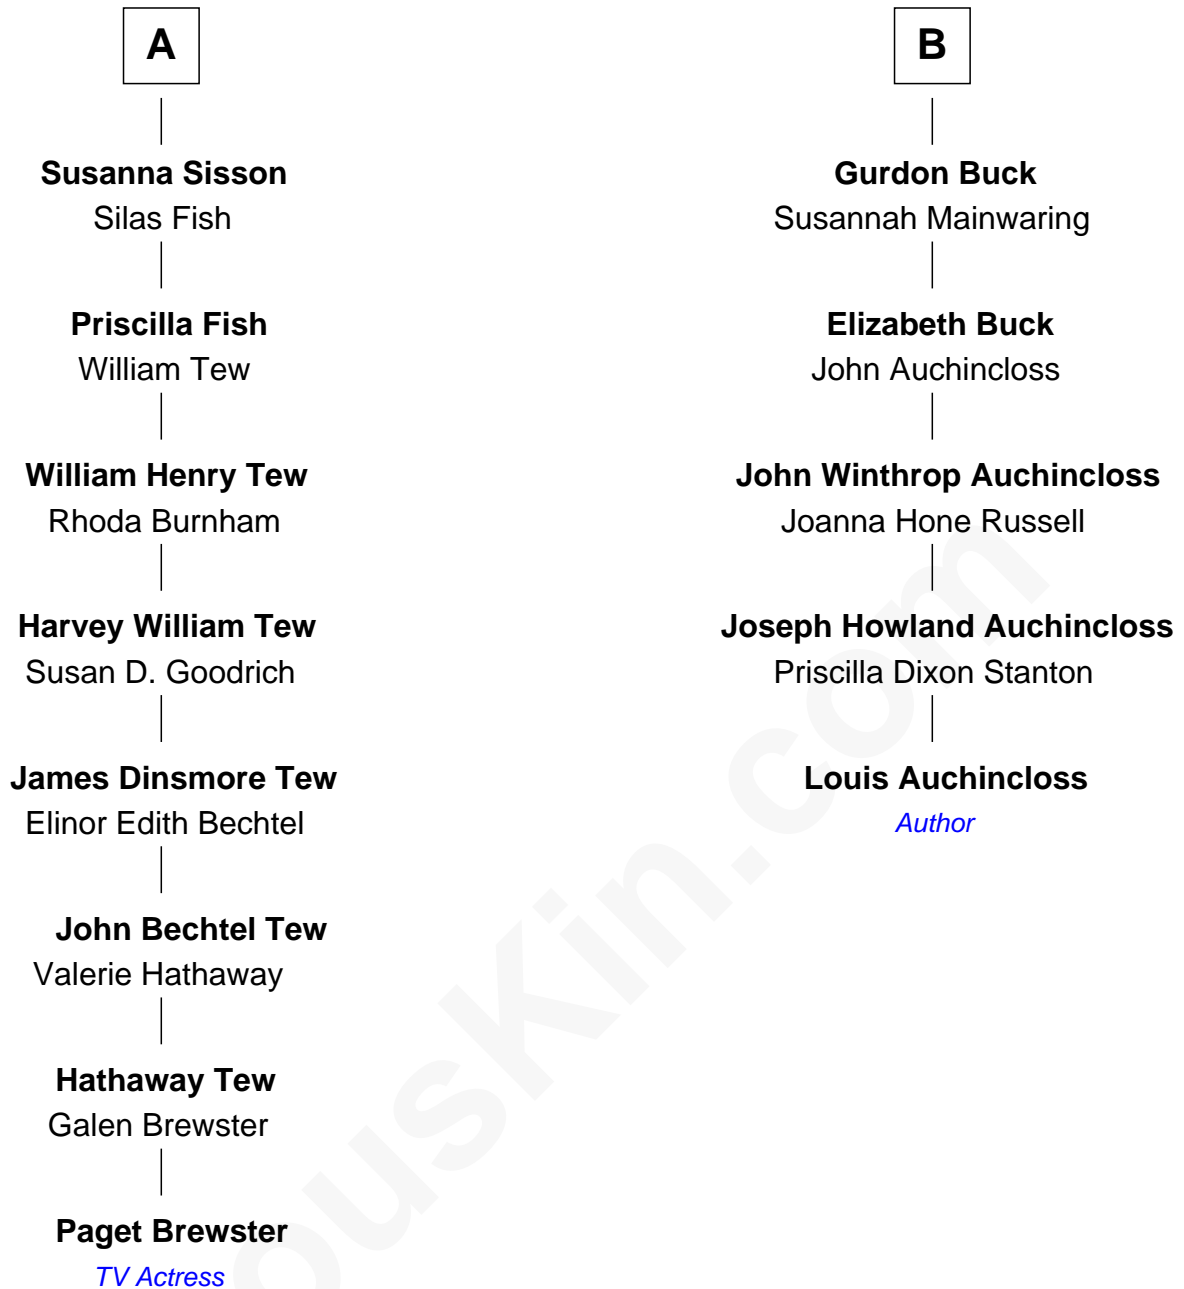 A
Susanna Sisson
Silas Fish
Priscilla Fish
William Tew
William Henry Tew
Rhoda Burnham
Harvey William Tew
Susan D. Goodrich
James Dinsmore Tew
Elinor Edith Bechtel
John Bechtel Tew
Valerie Hathaway
Hathaway Tew
Galen Brewster
Paget Brewster
TV Actress
B
Gurdon Buck
Susannah Mainwaring
Elizabeth Buck
John Auchincloss
John Winthrop Auchincloss
Joanna Hone Russell
Joseph Howland Auchincloss
Priscilla Dixon Stanton
Louis Auchincloss
Author
ousKin.com